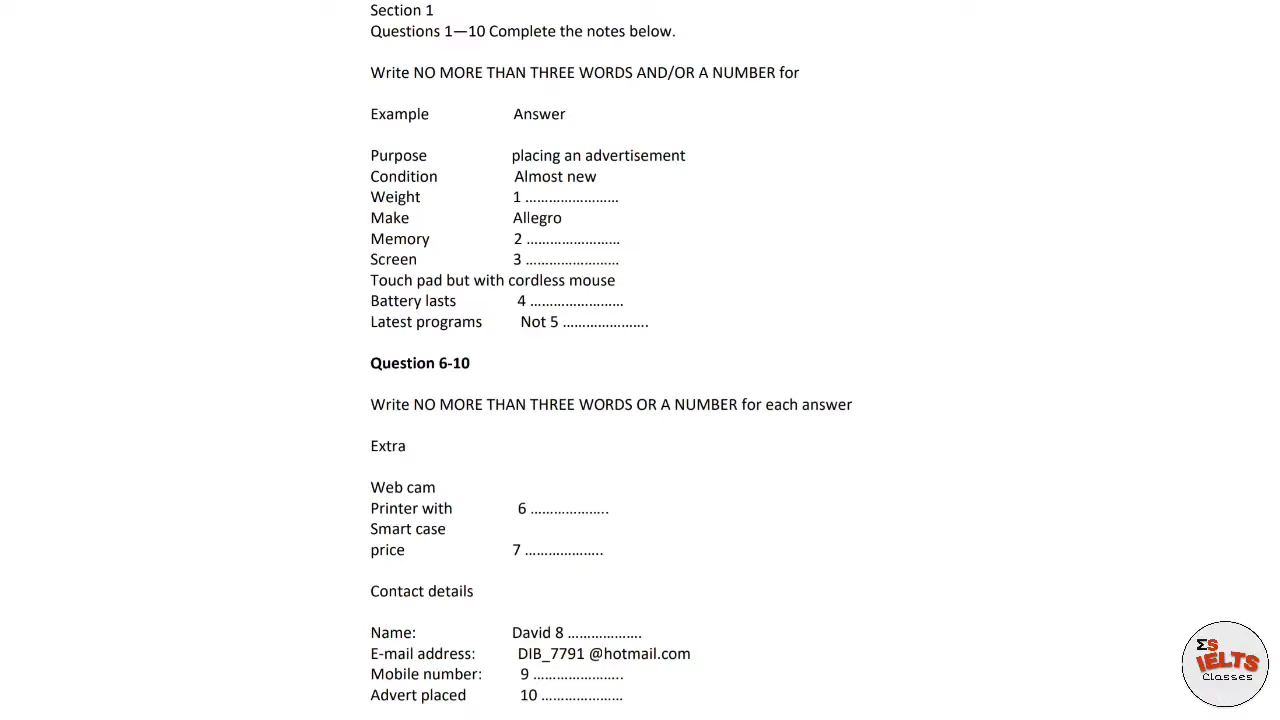 Section 1
Questions 1—10 Complete the notes below.
Write NO MORE THAN THREE WORDS AND/OR A NUMBER for
Example Answer
Purpose placing an advertisement
Condition Almost new
Weight 1 ........................
Make Allegro
Memory 2 ........................
Screen 3 ........................
Touch pad but with cordless mouse
Battery lasts 4 ........................
Latest programs Not 5 ......................
Question 6-10
Write NO MORE THAN THREE WORDS OR A NUMBER for each answer
Extra
Web cam
Printer with 6 ....................
Smart case
price 7 ....................
Contact details
Name: David 8 ...................
E-mail address: DIB_7791 @hotmail.com
Mobile number: 9 .......................
Advert placed 10 .....................
ΣS
IELTS
Classes